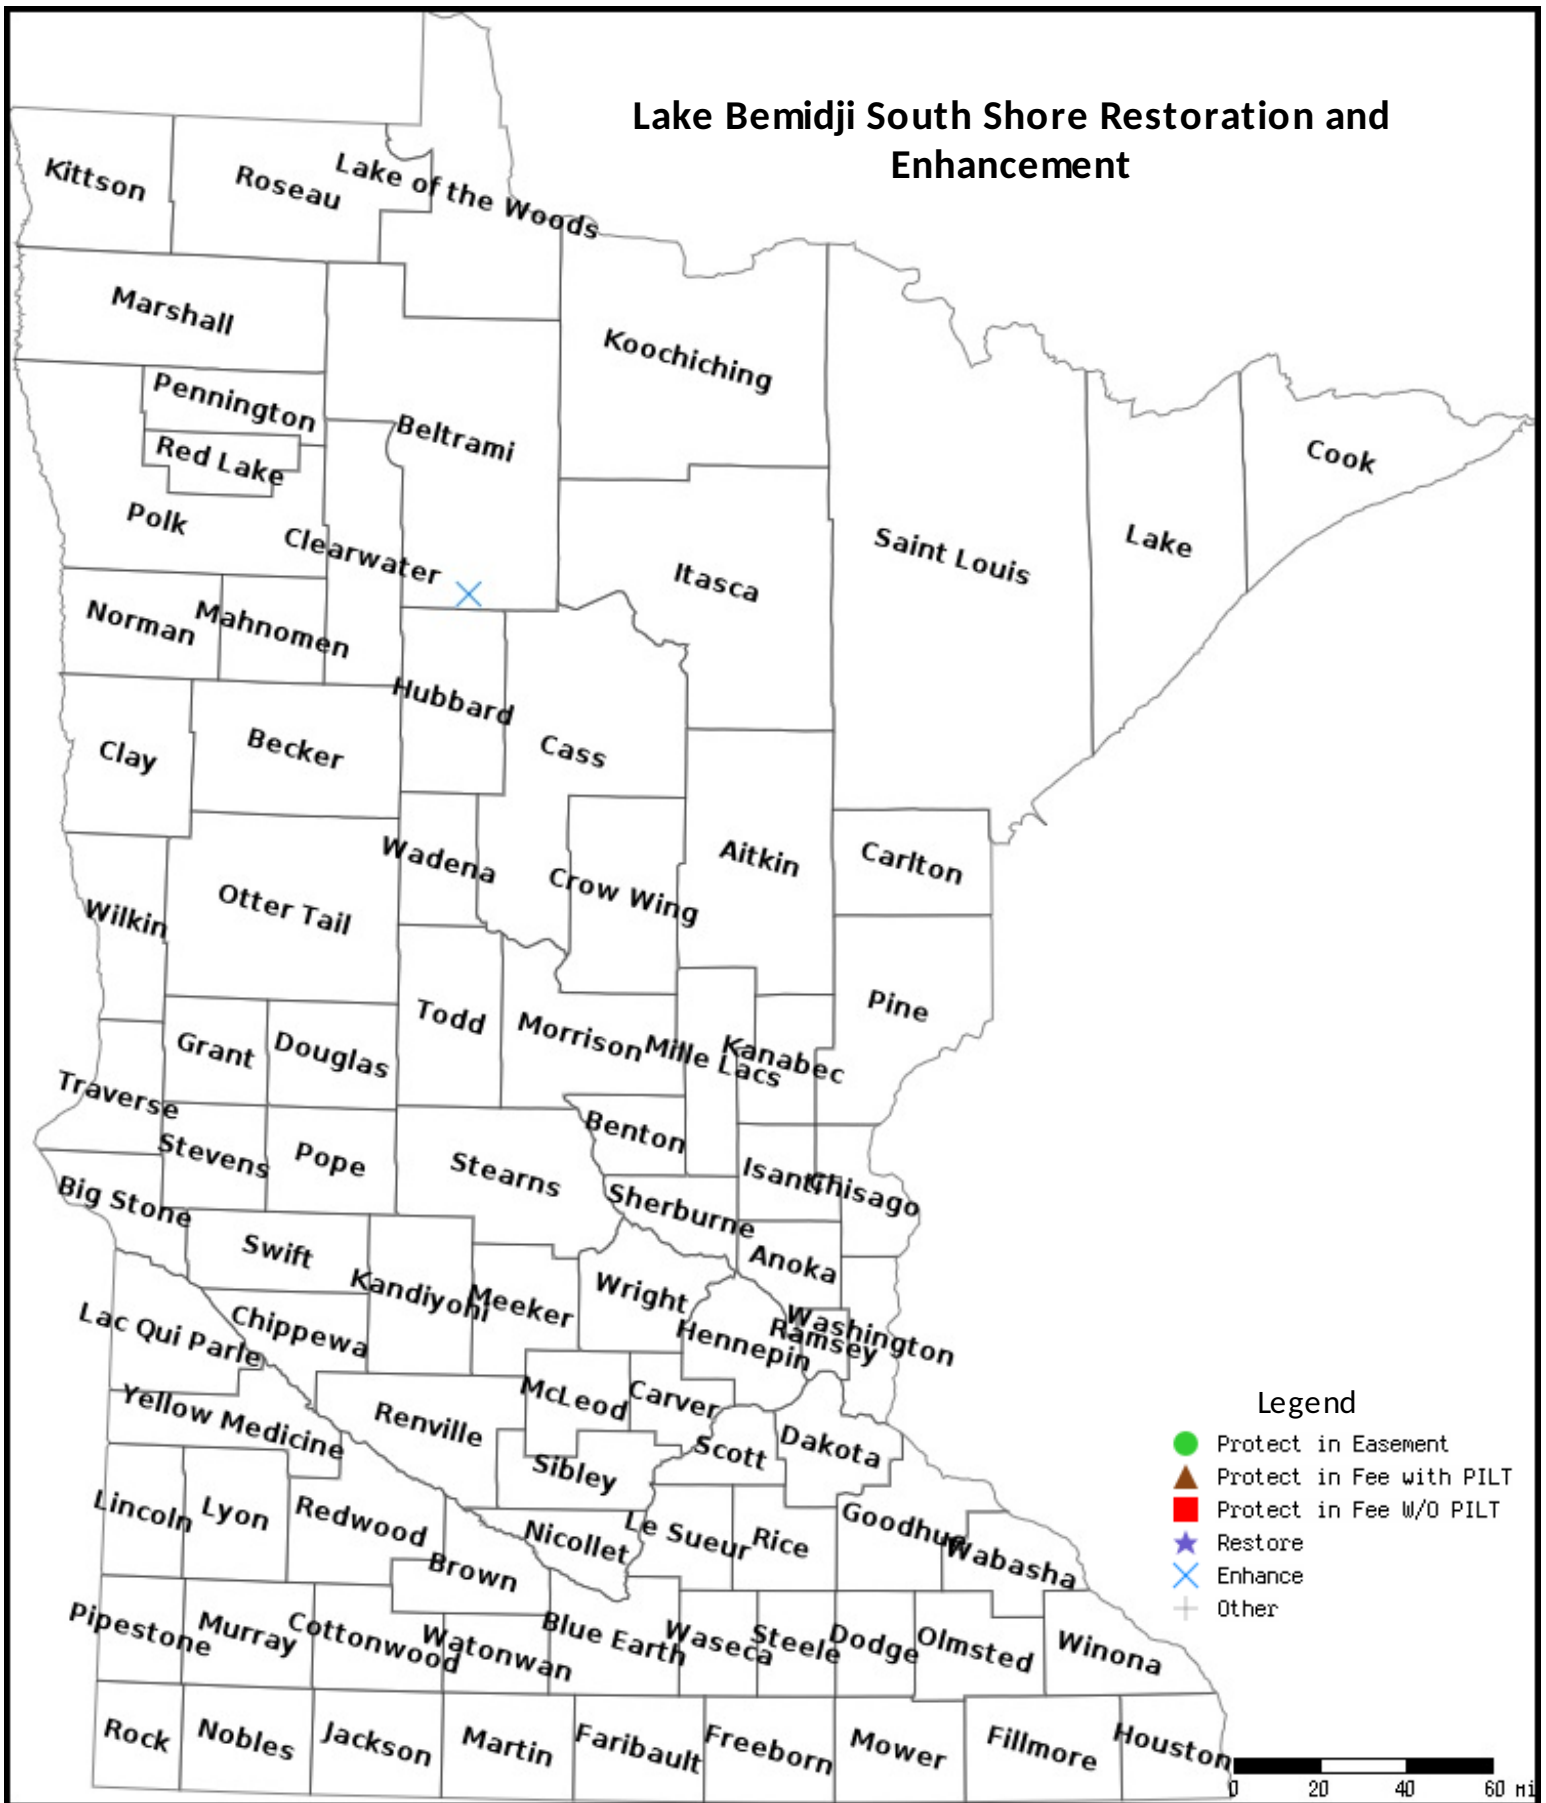 Lake Bemidji South Shore Restoration and
Enhancement
Kittson
Roseau
Lake of the Woods
Marshall
Koochiching
Pennington
Beltrami
Red Lake
Cook
Polk
Clearwater
Saint Louis
Lake
Itasca
Norman
Mahnomen
Hubbard
Clay
Becker
Cass
Wadena
Aitkin
Carlton
Otter Tail
Crow Wing
Wilkin
Todd
Pine
Grant
Douglas
Morrison
Mille Lacs
Kanabec
Traverse
Benton
Stevens
Pope
Stearns
Isanti
Chisago
Big Stone
Sherburne
Swift
Anoka
Kandiyohi
Meeker
Wright
Lac Qui Parle
Chippewa
Hennepin
Ramsey
Washington
McLeod
Carver
Yellow Medicine
Renville
Scott
Dakota
Sibley
Legend
Protect in Easement
Protect in Fee with PILT
Protect in Fee W/O PILT
Restore
Enhance
Other
Lincoln
Lyon
Redwood
Nicollet
Le Sueur
Rice
Goodhue
Wabasha
Brown
Pipestone
Murray
Cottonwood
Watonwan
Blue Earth
Waseca
Steele
Dodge
Olmsted
Winona
Rock
Nobles
Jackson
Martin
Faribault
Freeborn
Mower
Fillmore
Houston
0 20 40 60 mi